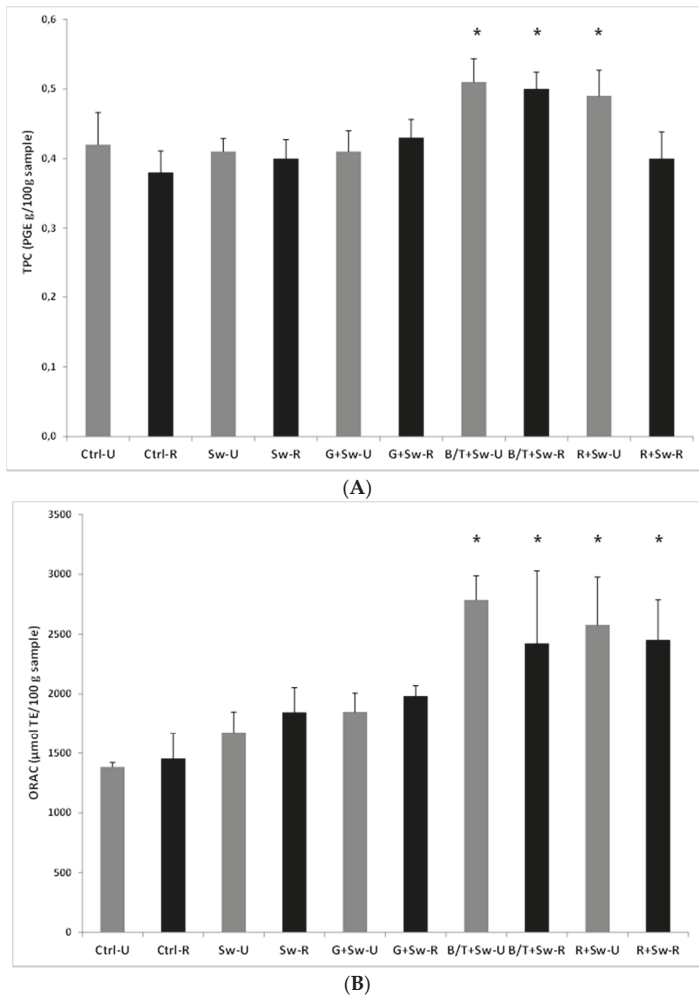 0,6
* * *
0,5
0,4
0,3
0,2
0,1
0,0
TPC (PGE g/100g sample)
Ctrl-U Ctrl-R Sw-U Sw-R G+Sw-U G+Sw-R B/T+Sw-U B/T+Sw-R R+Sw-U R+Sw-R
(A)
3500
* * * *
3000
2500
2000
1500
1000
500
0
ORAC (µmol TE/100 g sample)
Ctrl-U Ctrl-R Sw-U Sw-R G+Sw-U G+Sw-R B/T+Sw-U B/T+Sw-R R+Sw-U R+Sw-R
(B)